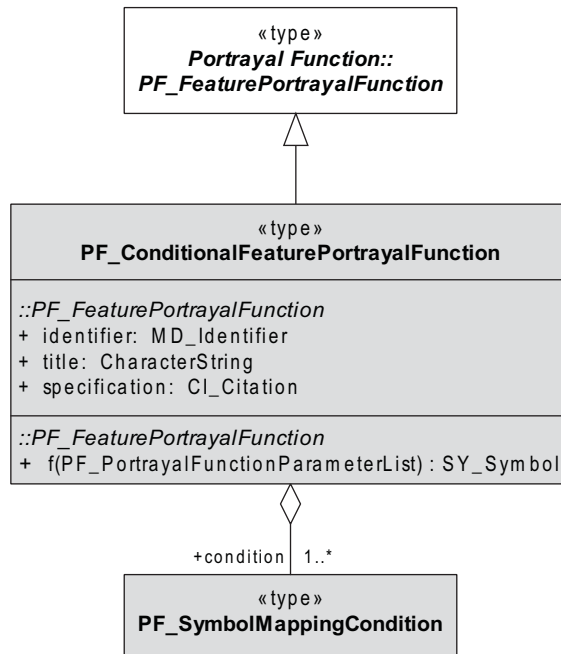 «type»
Portrayal Function::
PF_FeaturePortrayalFunction
«type»
PF_ConditionalFeaturePortrayalFunction
::PF_FeaturePortrayalFunction
+ identifier: MD_Identifier
+ title: CharacterString
+ specification: CI_Citation
::PF_FeaturePortrayalFunction
+ f(PF_PortrayalFunctionParameterList) : SY_Symbol
+condition 1..*
«type»
PF_SymbolMappingCondition